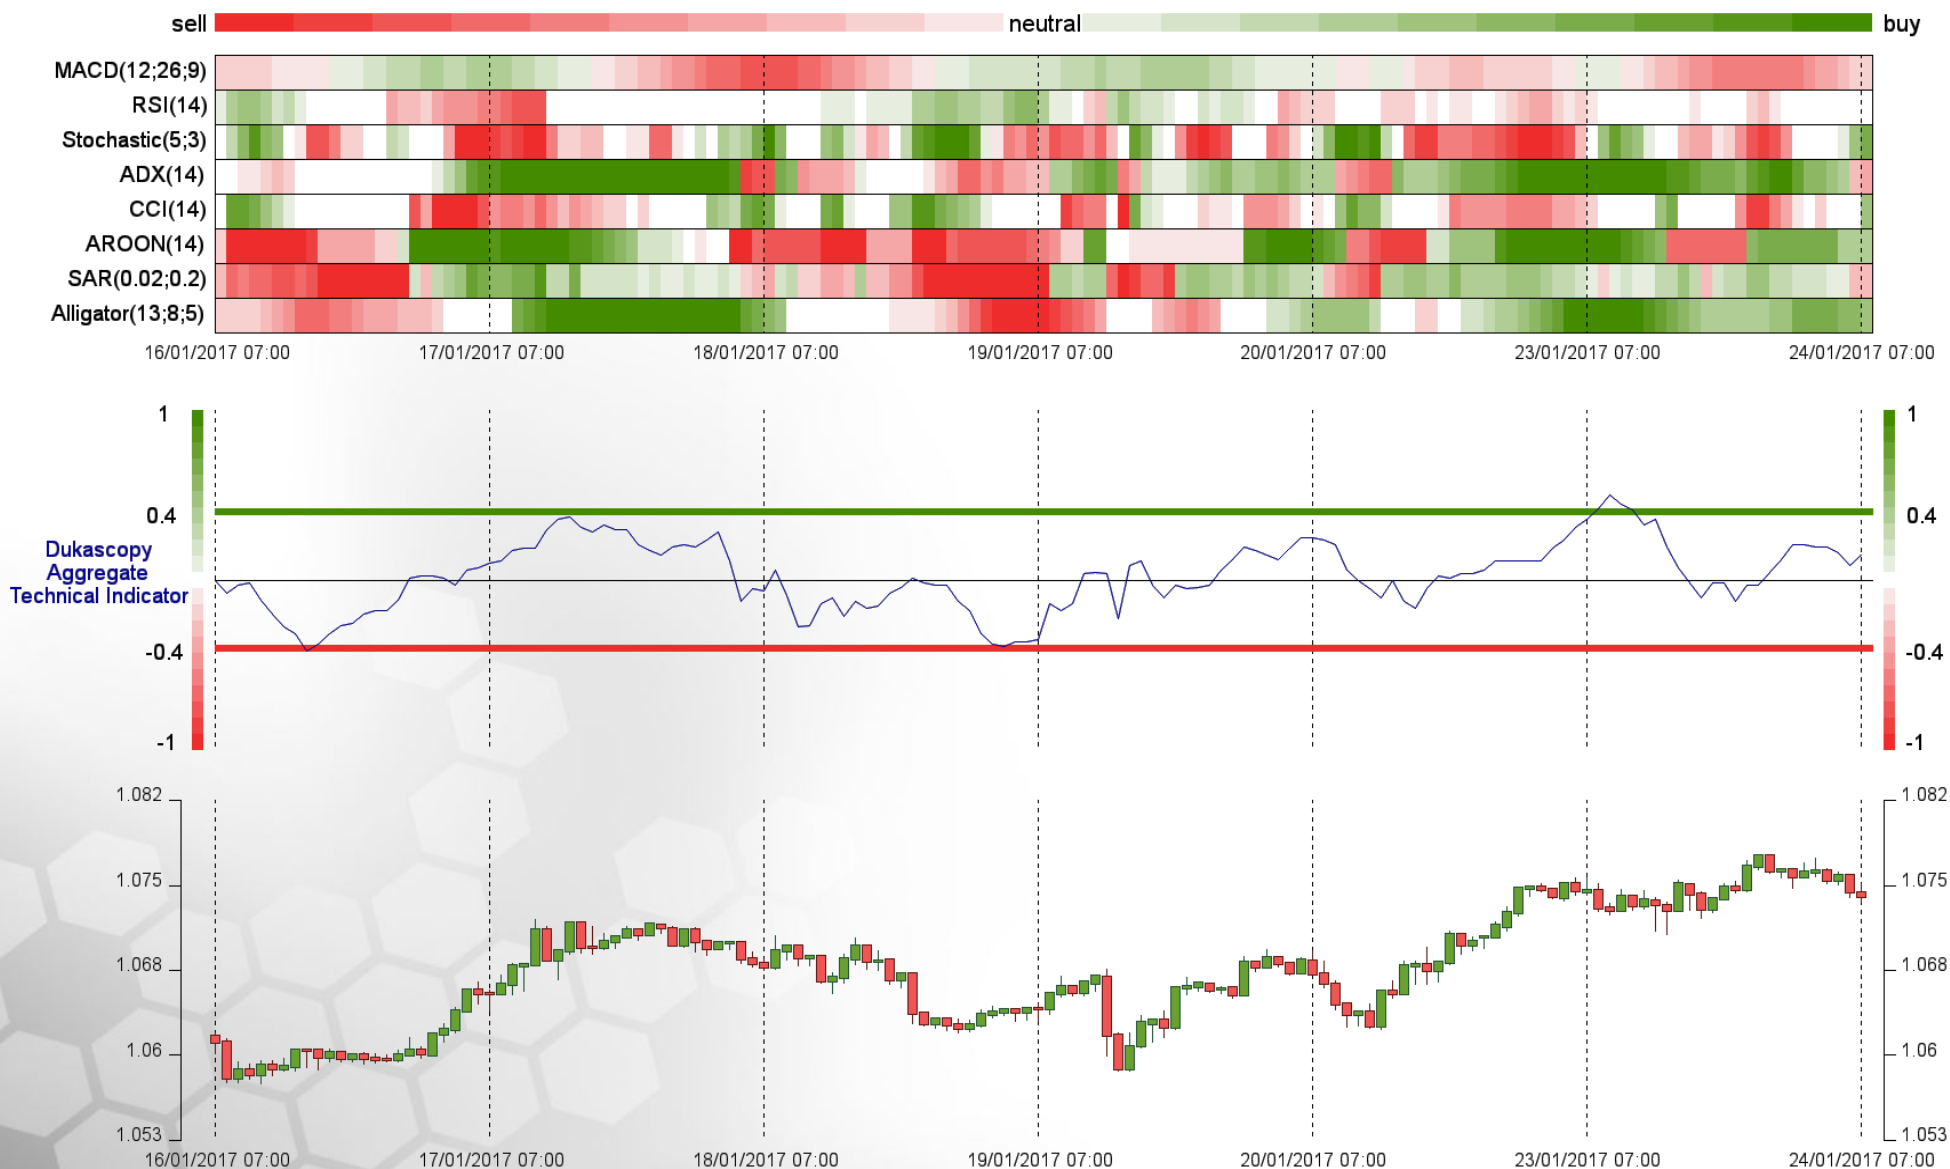 sell neutral buy
MACD(12;26;9)
RSI(14)
Stochastic(5;3)
ADX(14)
CCI(14)
AROON(14)
SAR(0.02;0.2)
Alligator(13;8;5)
16/01/2017 07:00 17/01/2017 07:00 18/01/2017 07:00 19/01/2017 07:00 20/01/2017 07:00 23/01/2017 07:00 24/01/2017 07:00
1 1
0.4 0.4
Dukascopy
Aggregate
Technical Indicator
-0.4 -0.4
-1 -1
1.082 1.082
1.075 1.075
1.068 1.068
1.06 1.06
1.053 1.053
16/01/2017 07:00 17/01/2017 07:00 18/01/2017 07:00 19/01/2017 07:00 20/01/2017 07:00 23/01/2017 07:00 24/01/2017 07:00